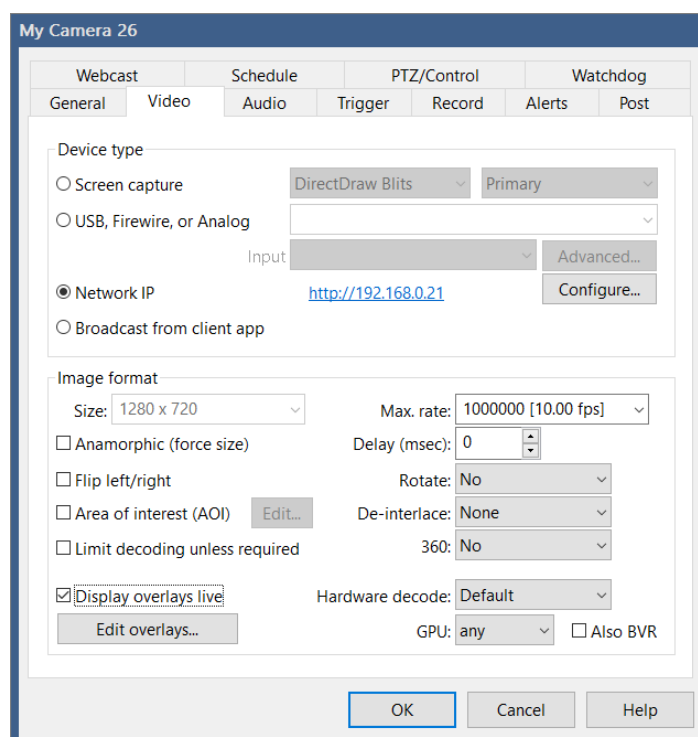 My Camera 26
Webcast Schedule PTZ/Control Watchdog
General Video Audio Trigger Record Alerts Post
Device type
Screen capture DirectDraw Blits Primary
USB, Firewire, or Analog
Input Advanced...
Network IP http://192.168.0.21 Configure...
Broadcast from client app
Image format
Size: 1280 x 720 Max. rate: 1000000 [10.00 fps]
Anamorphic (force size) Delay (msec): 0
Flip left/right Rotate: No
Area of interest (AOI) Edit... De-interlace: None
Limit decoding unless required 360: No
Display overlays live Hardware decode: Default
Edit overlays... GPU: any Also BVR
OK Cancel Help